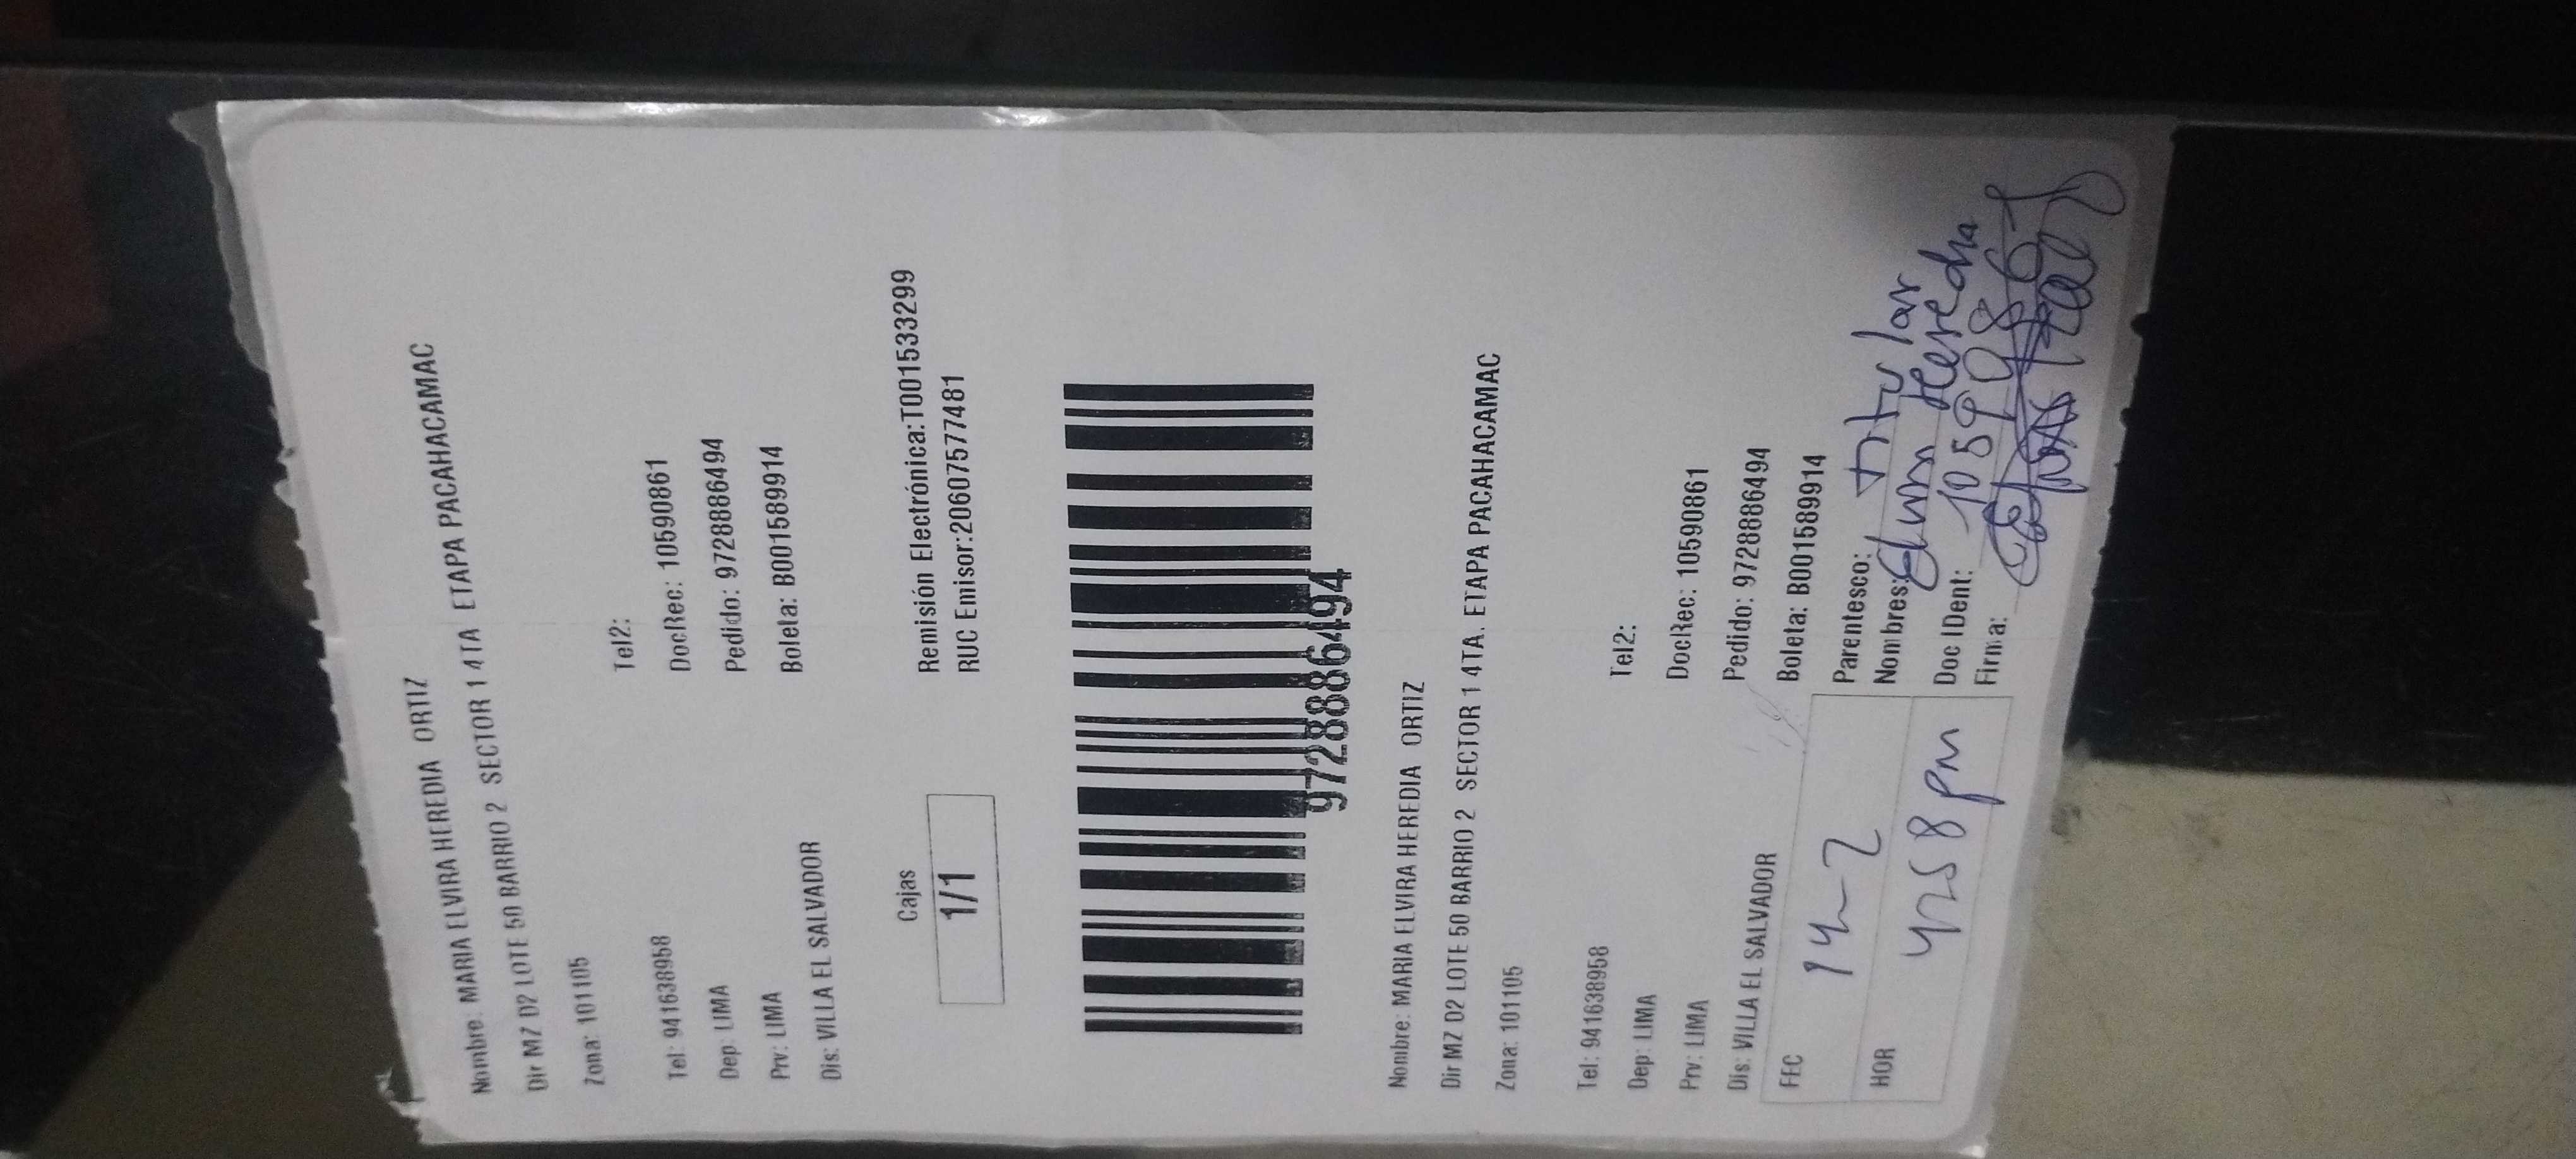 Nombre: MARIA ELVIRA HEREDIA ORTIZ
Dir MZ D2 LOTE 50 BARRIO 2 SECTOR 1 4TA ETAPA PACAHACAMAC
Zona: 101105
Tel2:
Tel: 941638958 DocRec: 10590861
Dep: LIMA Pedido: 9728886494
Prv: LIMA Boleta: B001589914
Dis: VILLA EL SALVADOR
Cajas Remisión Electrónica:T001533299
1/1 RUC Emisor:20607577481
9728886494
Nombre: MARIA ELVIRA HEREDIA ORTIZ
Dir MZ D2 LOTE 50 BARRIO 2 SECTOR 1 4TA. ETAPA PACAHACAMAC
Zona: 101105
Tel: 941638958 Tel2:
Dep: LIMA DocRec: 10590861
Prv: LIMA Pedido: 9728886494
Dis: VILLA EL SALVADOR Boleta: B001589914
FEC 14-2 Parentesco: Titular
Nombres: Heredia
HOR 4:58 pm Doc IDent:
Firma: